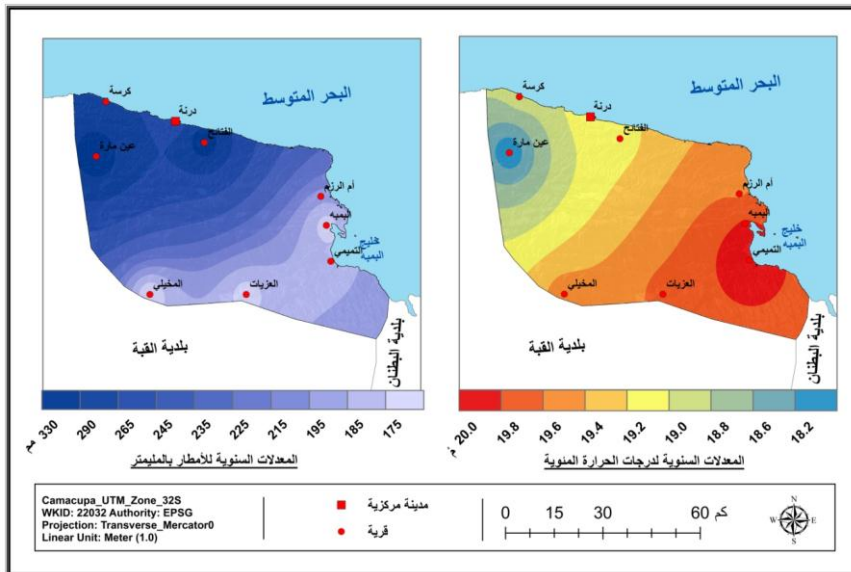 البحر المتوسط
كرسة
درنة
الفتائح
عين مارة
أم الرزم
البمبه
خليج
البمبه
التميمي
المخيلي
العزيات
بلدية القبة
بلدية البطنان
مم 330 290 265 245 235 225 215 195 185 175
المعدلات السنوية للأمطار بالمليمتر
البحر المتوسط
كرسة
درنة
الفتائح
عين مارة
أم الرزم
البمبه
خليج
البمبه
التميمي
المخيلي
العزيات
بلدية القبة
بلدية البطنان
م° 20.0 19.8 19.6 19.4 19.2 19.0 18.8 18.6 18.2
المعدلات السنوية لدرجات الحرارة المئوية
Camacupa_UTM_Zone_32S
WKID: 22032 Authority: EPSG
Projection: Transverse_Mercator0
Linear Unit: Meter (1.0)
مدينة مركزية
قرية
0 15 30 60 كم
N
W E
S